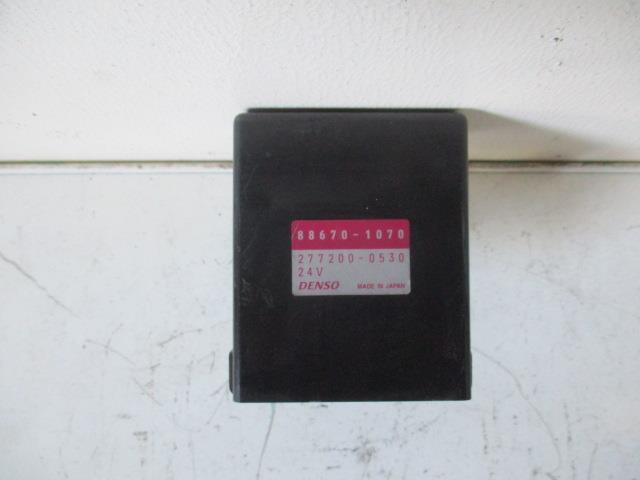 88670-1070
277200-0530
24V
DENSO MADE IN JAPAN